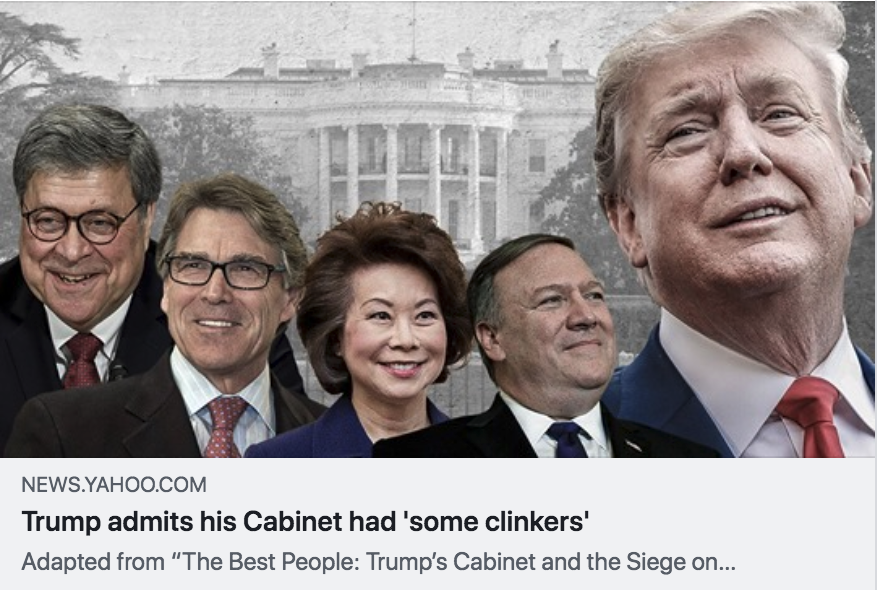 NEWS.YAHOO.COM
Trump admits his Cabinet had 'some clinkers'
Adapted from “The Best People: Trump’s Cabinet and the Siege on...